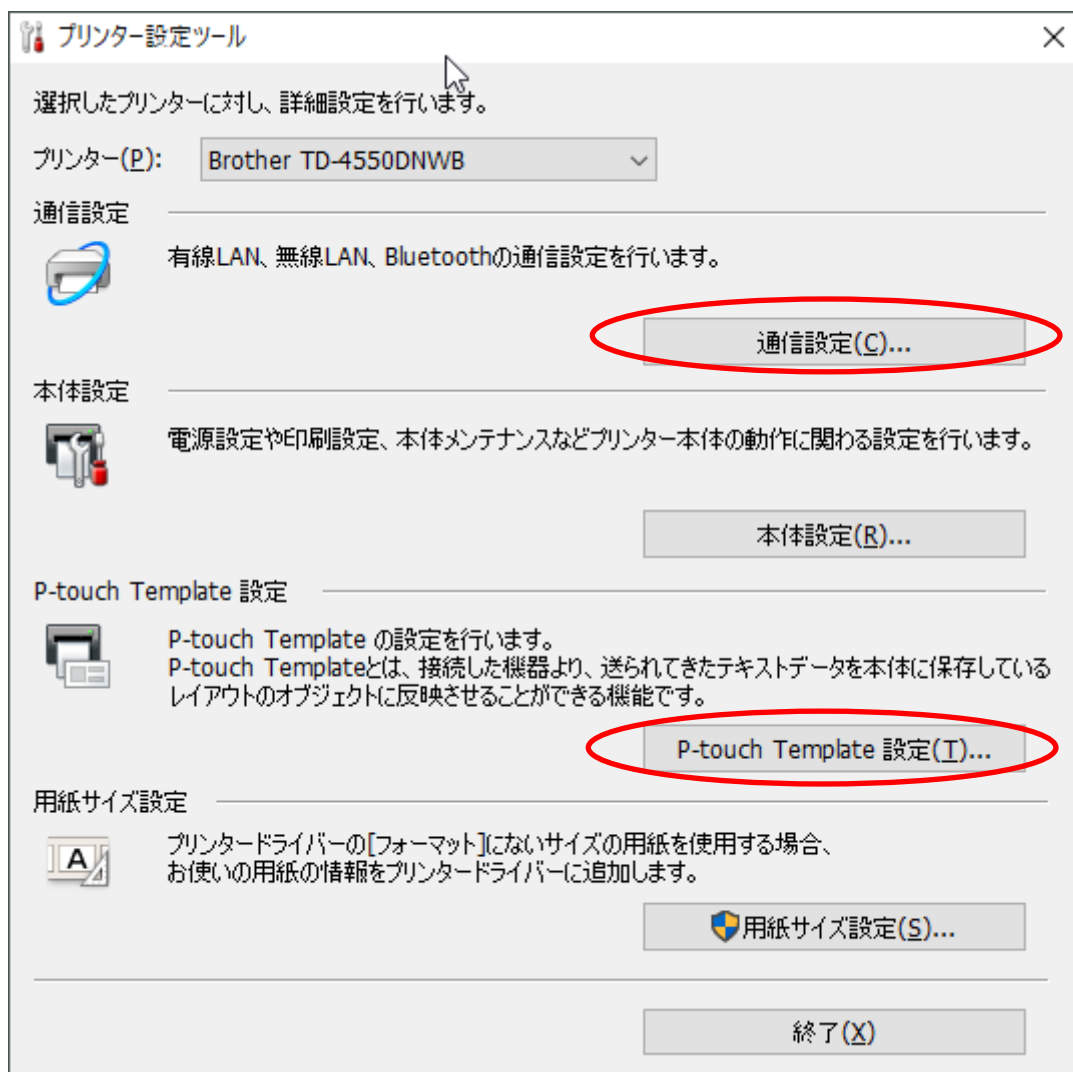 プリンター設定ツール
選択したプリンターに対し、詳細設定を行います。
プリンター(P): Brother TD-4550DNWB
通信設定
有線LAN、無線LAN、Bluetoothの通信設定を行います。
通信設定(C)...
本体設定
電源設定や印刷設定、本体メンテナンスなどプリンター本体の動作に関わる設定を行います。
本体設定(R)...
P-touch Template 設定
P-touch Template の設定を行います。
P-touch Templateとは、接続した機器より、送られてきたテキストデータを本体に保存している
レイアウトのオブジェクトに反映させることができる機能です。
P-touch Template 設定(T)...
用紙サイズ設定
A
プリンタードライバーの[フォーマット]にないサイズの用紙を使用する場合、
お使いの用紙の情報をプリンタードライバーに追加します。
用紙サイズ設定(S)...
終了(X)